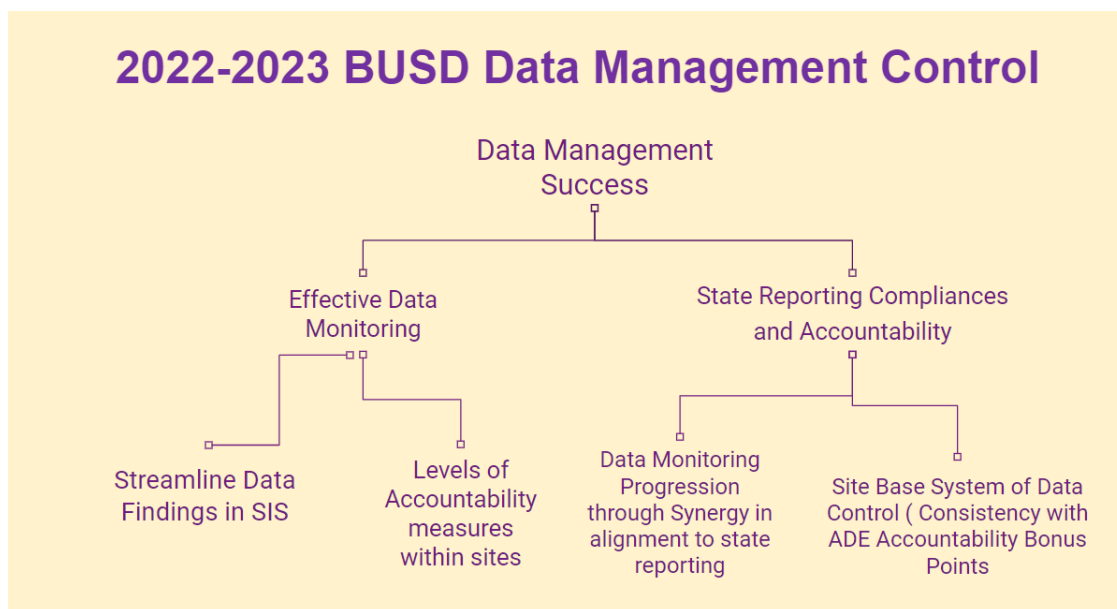 2022-2023 BUSD Data Management Control
Data Management
Success
Effective Data
Monitoring
State Reporting Compliances
and Accountability
Streamline Data
Findings in SIS
Levels of
Accountability
measures
within sites
Data Monitoring
Progression
through Synergy in
alignment to state
reporting
Site Base System of Data
Control ( Consistency with
ADE Accountability Bonus
Points